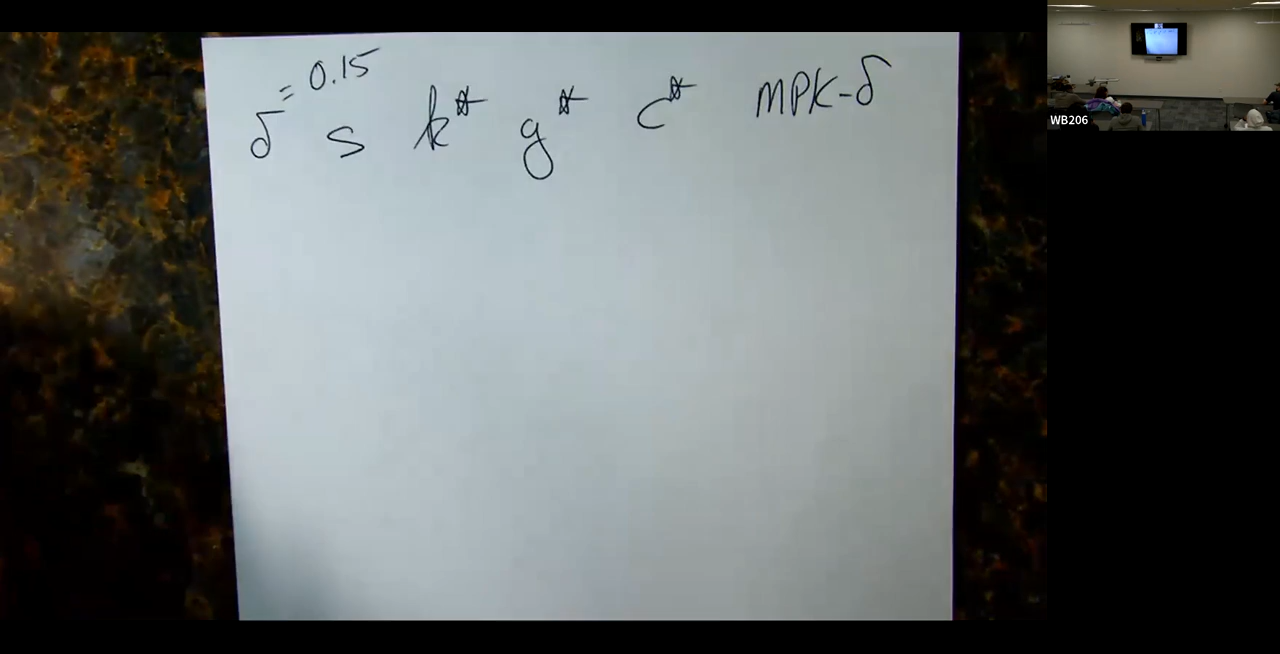 δ = 0.15 s k* y* c* MPK-δ
WB206